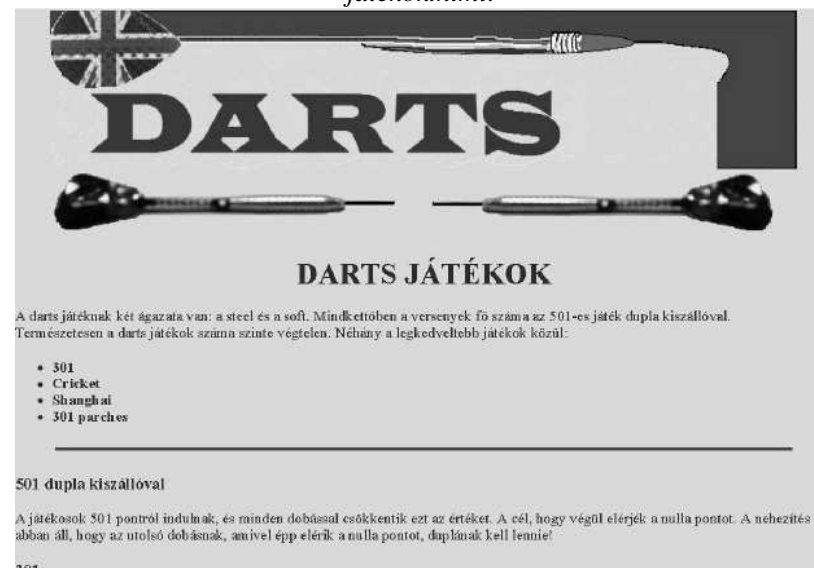 DARTS
DARTS JÁTÉKOK
A darts játéknak két ágazata van: a steel és a soft. Mindkettőben a versenyek fő száma az 501-es játék dupla kiszállóval.
Természetesen a darts játékok száma szinte végtelen. Néhány a legkedveltebb játékok közül:
• 301
• Cricket
• Shanghai
• 301 parches
501 dupla kiszállóval
A játékosok 501 pontról indulnak, és minden dobással csökkentik ezt az értéket. A cél, hogy végül elérjék a nulla pontot. A nehezítés
abban áll, hogy az utolsó dobásnak, amivel épp elérik a nulla pontot, duplának kell lennie!